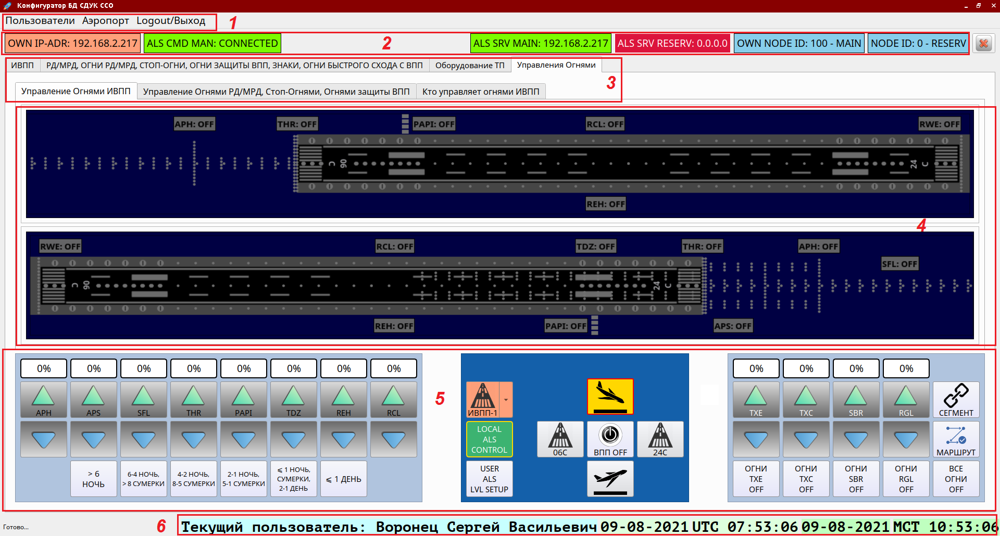 Конфигуратор БД СДУК ССО
Пользователи Аэропорт Logout/Выход 1
OWN IP-ADR: 192.168.2.217 ALS CMD MAN: CONNECTED 2 ALS SRV MAIN: 192.168.2.217 ALS SRV RESERV: 0.0.0.0 OWN NODE ID: 100 - MAIN NODE ID: 0 - RESERV
ИВПП РД/МРД, ОГНИ РД/МРД, СТОП-ОГНИ, ОГНИ ЗАЩИТЫ ВПП, ЗНАКИ, ОГНИ БЫСТРОГО СХОДА С ВПП Оборудование ТП Управления Огнями
3
Управление Огнями ИВПП Управление Огнями РД/МРД, Стоп-Огнями, Огнями защиты ВПП Кто управляет огнями ИВПП
APH: OFF THR: OFF PAPI: OFF RCL: OFF RWE: OFF
C 06 24 C
REH: OFF
4
RWE: OFF RCL: OFF TDZ: OFF THR: OFF APH: OFF
SFL: OFF
C 06 24 C
REH: OFF PAPI: OFF APS: OFF
0% 0% 0% 0% 0% 0% 0% 0% 0% 0% 0% 0%
5
APH APS SFL THR PAPI TDZ REH RCL ИВПП-1 TXE TXC SBR RGL СЕГМЕНТ
LOCAL
ALS
CONTROL
06C ВПП OFF 24C МАРШРУТ
> 6
НОЧЬ
6-4 НОЧЬ,
> 8 СУМЕРКИ
4-2 НОЧЬ,
8-5 СУМЕРКИ
2-1 НОЧЬ,
5-1 СУМЕРКИ
⩽ 1 НОЧЬ,
СУМЕРКИ,
2-1 ДЕНЬ
⩽ 1 ДЕНЬ
USER
ALS
LVL SETUP
ОГНИ
TXE
OFF
ОГНИ
TXC
OFF
ОГНИ
SBR
OFF
ОГНИ
RGL
OFF
ВСЕ
ОГНИ
OFF
Готово... 6 Текущий пользователь: Воронец Сергей Васильевич 09-08-2021 UTC 07:53:06 09-08-2021 МСТ 10:53:06